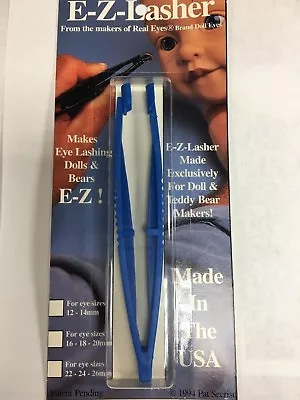 E-Z-Lasher
From the makers of Real Eyes® Brand Doll Eyes
Makes
Eye Lashing
Dolls &
Bears
E-Z !
E-Z-Lasher
Made
Exclusively
For Doll &
Teddy Bear
Makers!
For eye sizes
12 - 14mm
For eye sizes
16 - 18 - 20mm
For eye sizes
22 - 24 - 26mm
Made
In
The
USA
Patent Pending
© 1994 Pat Secrist